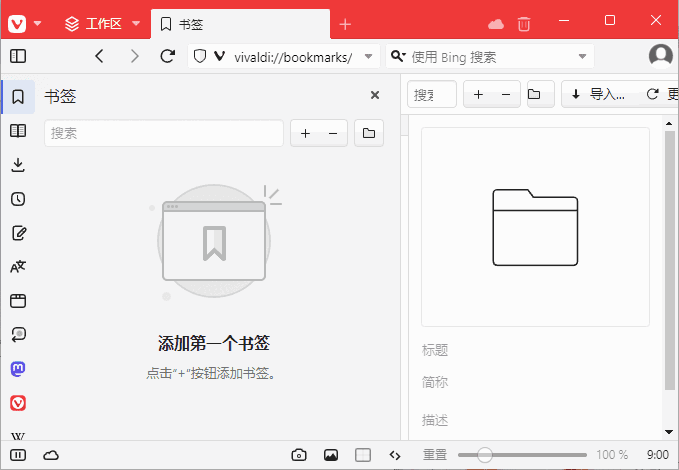 工作区 书签
vivaldi://bookmarks/ 使用 Bing 搜索
书签
搜索
添加第一个书签
点击“+”按钮添加书签。
搜索 导入... 更
标题
简称
描述
重置 100 % 9:00